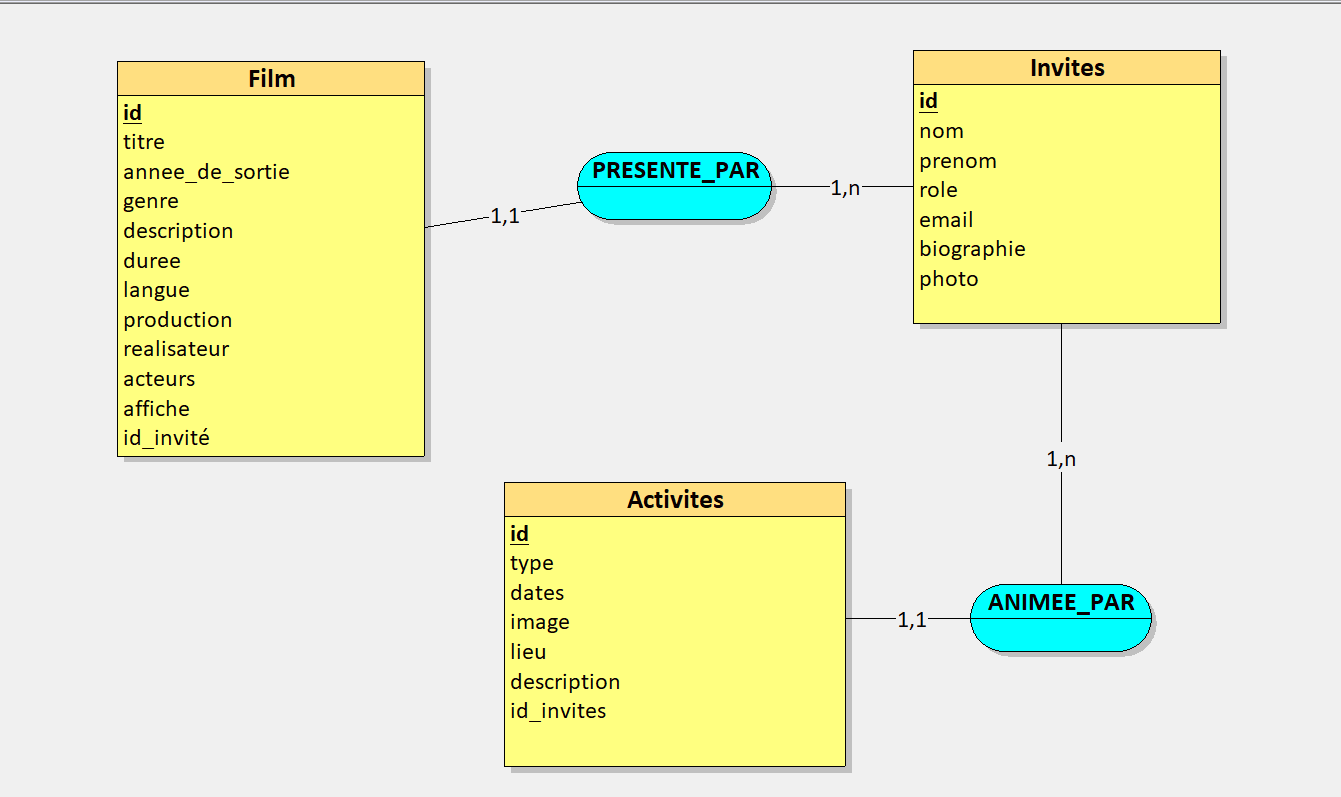 Film
id
titre
annee_de_sortie
genre
description
duree
langue
production
realisateur
acteurs
affiche
id_invité
PRESENTE_PAR
1,1
1,n
Invites
id
nom
prenom
role
email
biographie
photo
1,n
Activites
id
type
dates
image
lieu
description
id_invites
1,1
ANIMEE_PAR